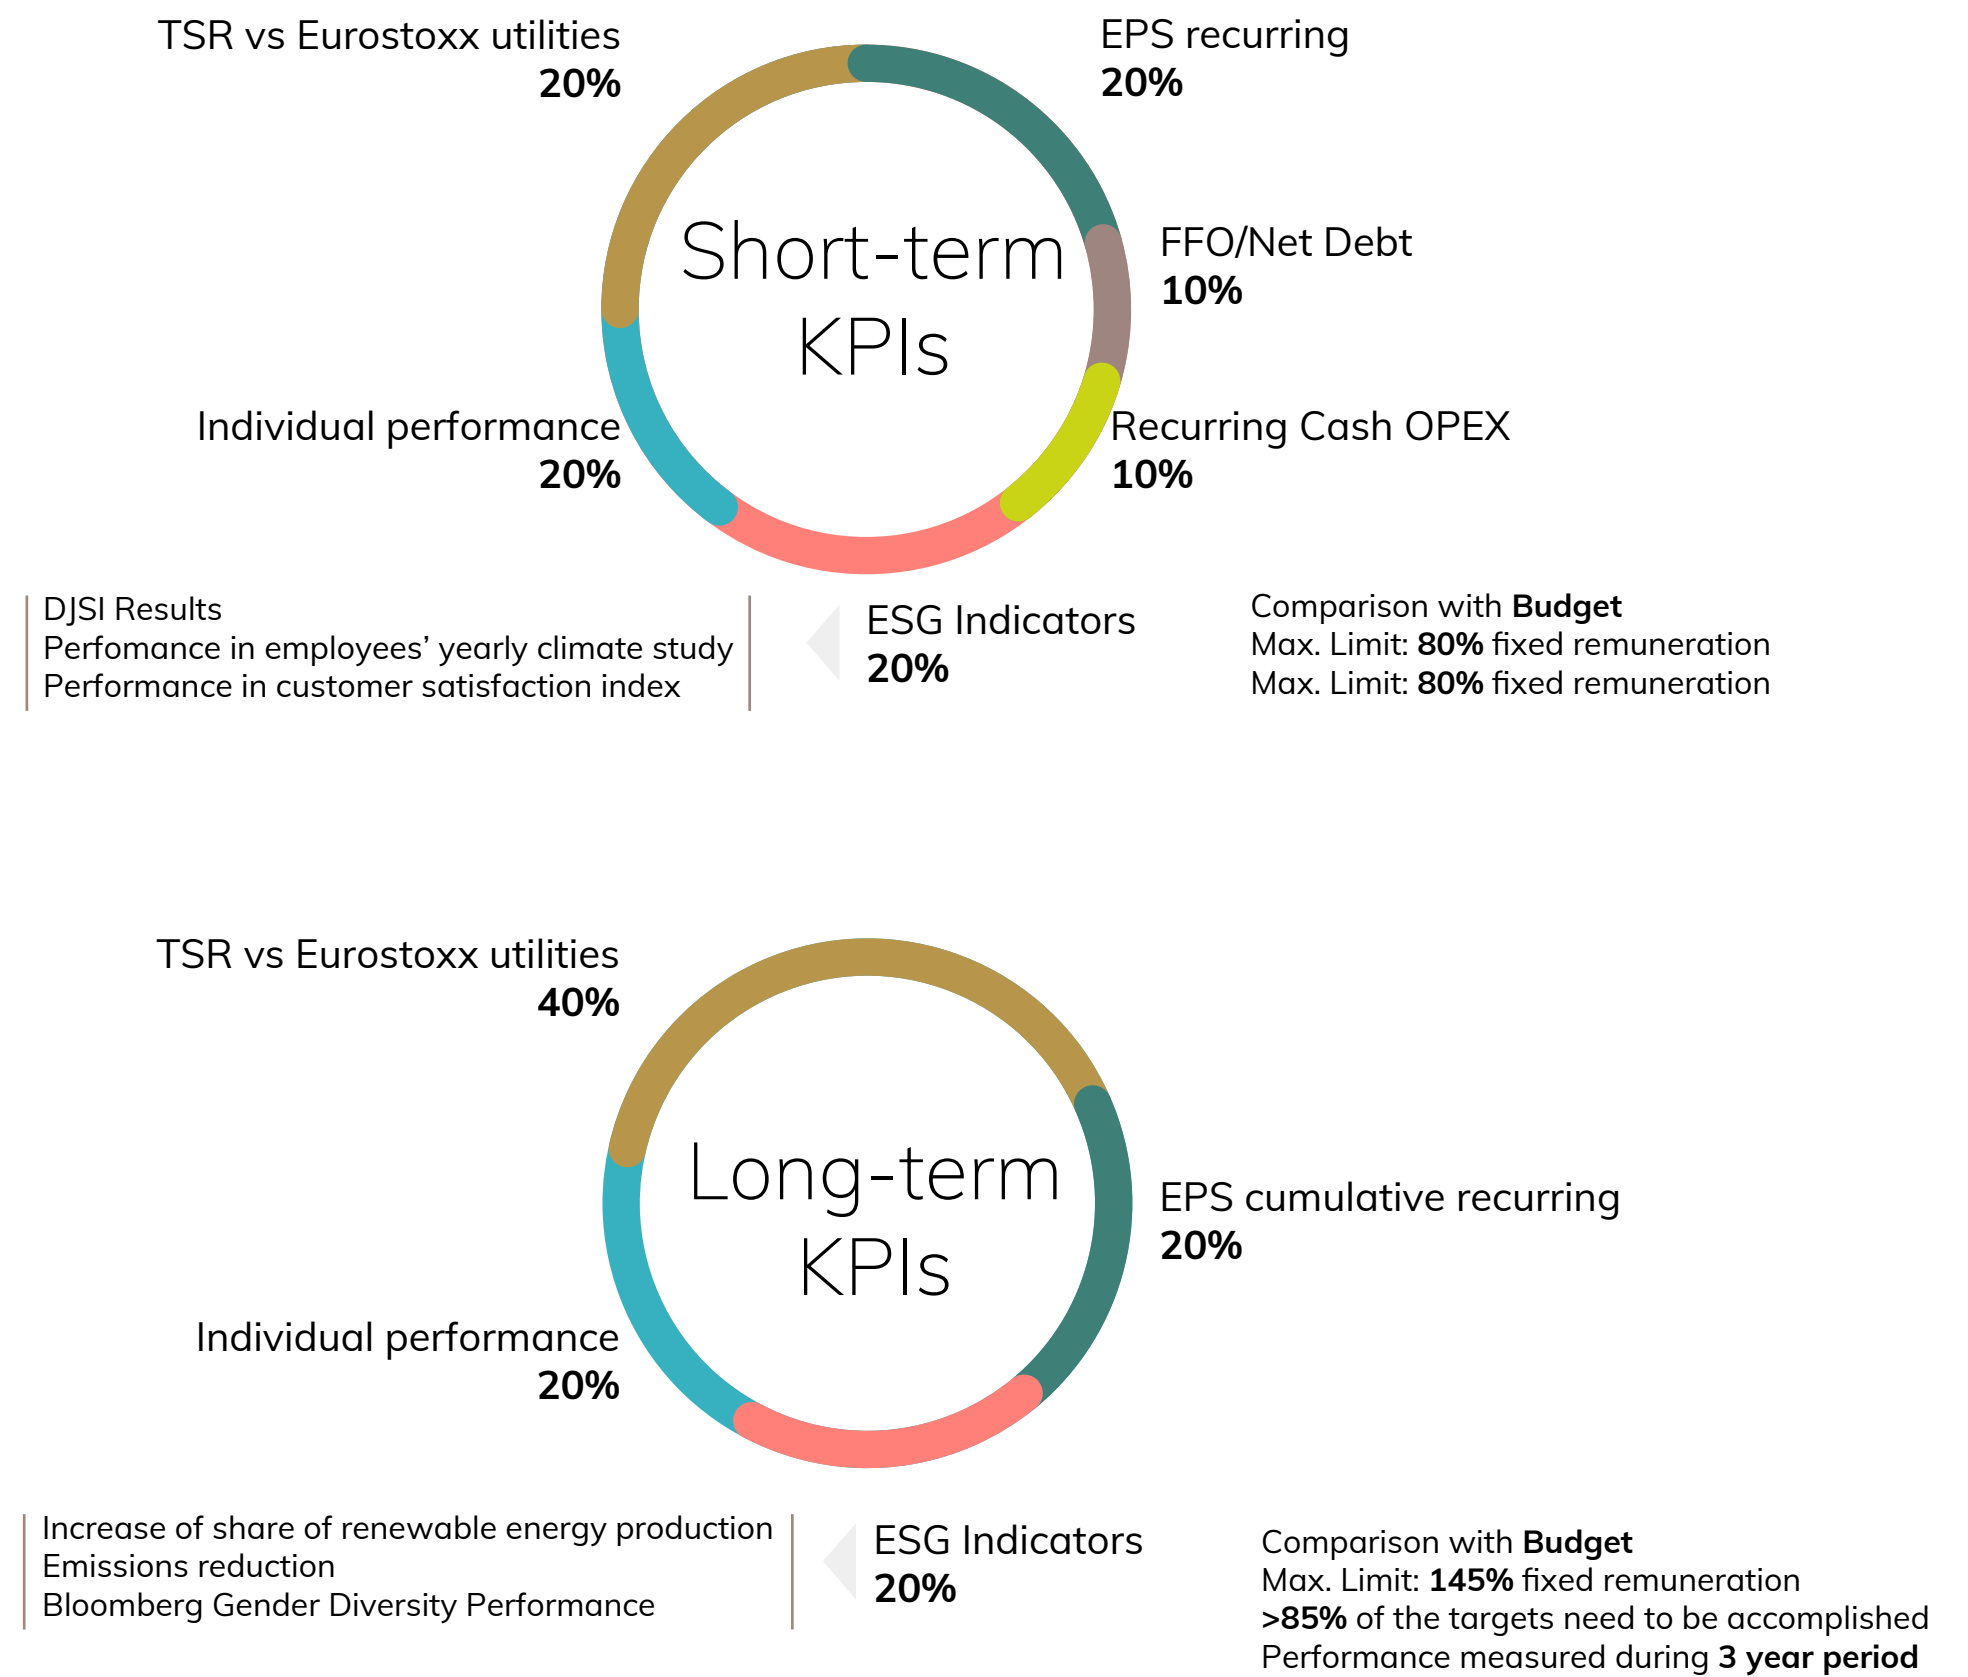 TSR vs Eurostoxx utilities
20%
EPS recurring
20%
Short-term
KPIs
FFO/Net Debt
10%
Individual performance
20%
Recurring Cash OPEX
10%
DJSI Results
Perfomance in employees’ yearly climate study
Performance in customer satisfaction index
ESG Indicators
20%
Comparison with Budget
Max. Limit: 80% fixed remuneration
Max. Limit: 80% fixed remuneration
TSR vs Eurostoxx utilities
40%
Long-term
KPIs
EPS cumulative recurring
20%
Individual performance
20%
Increase of share of renewable energy production
Emissions reduction
Bloomberg Gender Diversity Performance
ESG Indicators
20%
Comparison with Budget
Max. Limit: 145% fixed remuneration
>85% of the targets need to be accomplished
Performance measured during 3 year period